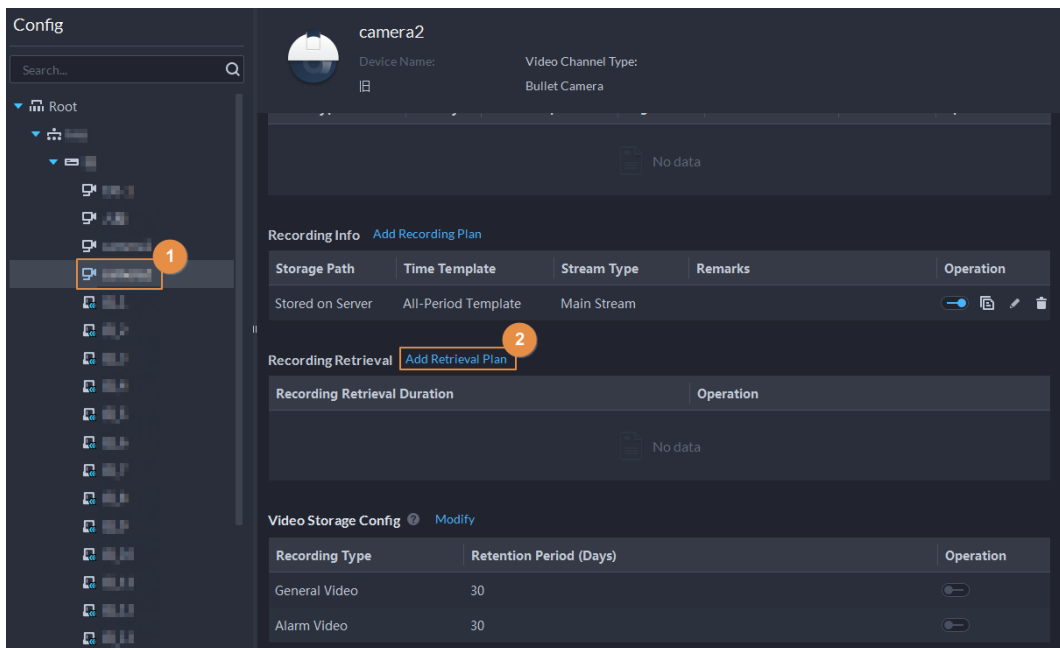 Config
Search...
Root
camera2
Device Name:
Video Channel Type:
旧
Bullet Camera
No data
Recording Info Add Recording Plan
Storage Path Time Template Stream Type Remarks Operation
Stored on Server All-Period Template Main Stream
1
2
Recording Retrieval Add Retrieval Plan
Recording Retrieval Duration Operation
No data
Video Storage Config ? Modify
Recording Type Retention Period (Days) Operation
General Video 30
Alarm Video 30